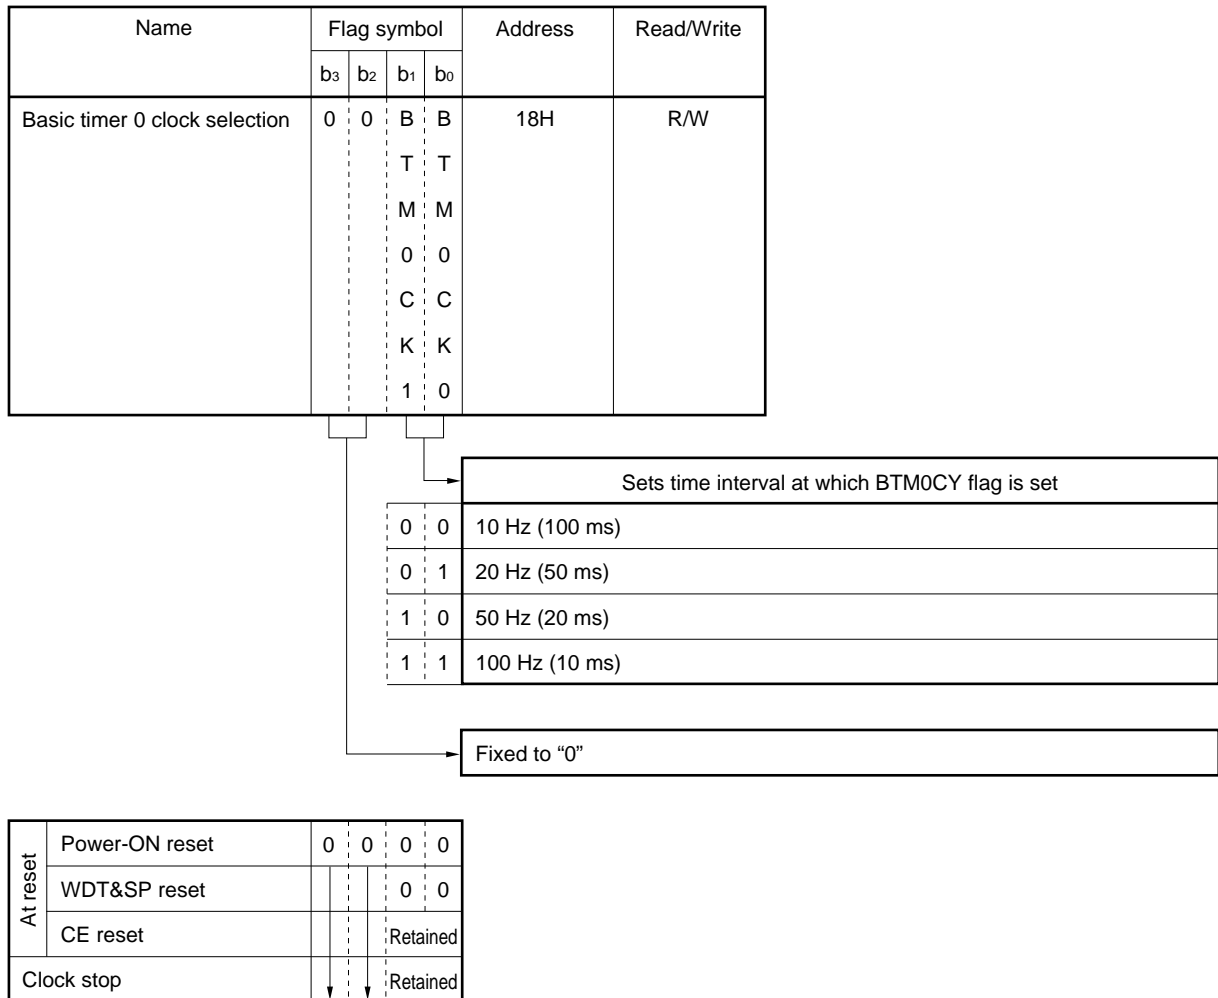 Name Flag symbol Address Read/Write
b3 b2 b1 b0
Basic timer 0 clock selection 0 0 B B 18H R/W
T T
M M
0 0
C C
K K
1 0
Sets time interval at which BTM0CY flag is set
0 0 10 Hz (100 ms)
0 1 20 Hz (50 ms)
1 0 50 Hz (20 ms)
1 1 100 Hz (10 ms)
Fixed to “0”
At reset
Power-ON reset 0 0 0 0
WDT&SP reset 0 0
CE reset Retained
Clock stop Retained